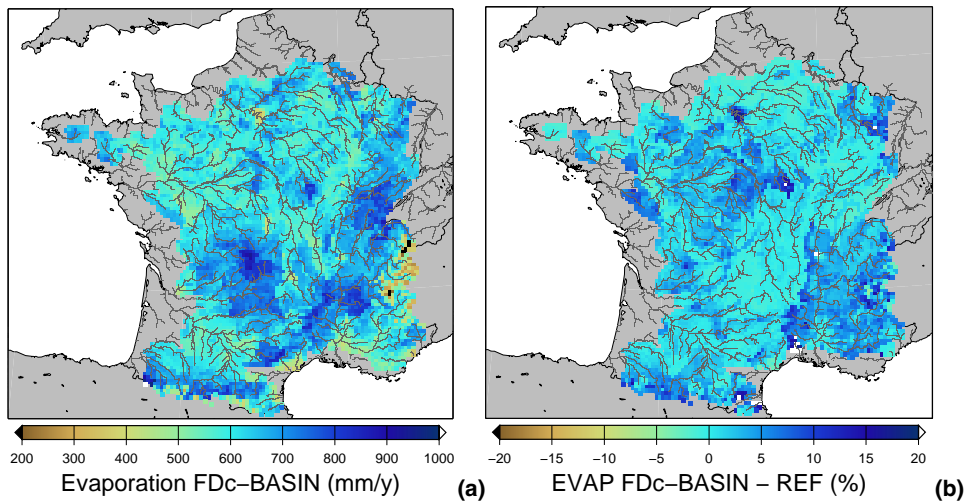 200 300 400 500 600 700 800 900 1000
Evaporation FDc−BASIN (mm/y)
(a)
−20 −15 −10 −5 0 5 10 15 20
EVAP FDc−BASIN − REF (%)
(b)